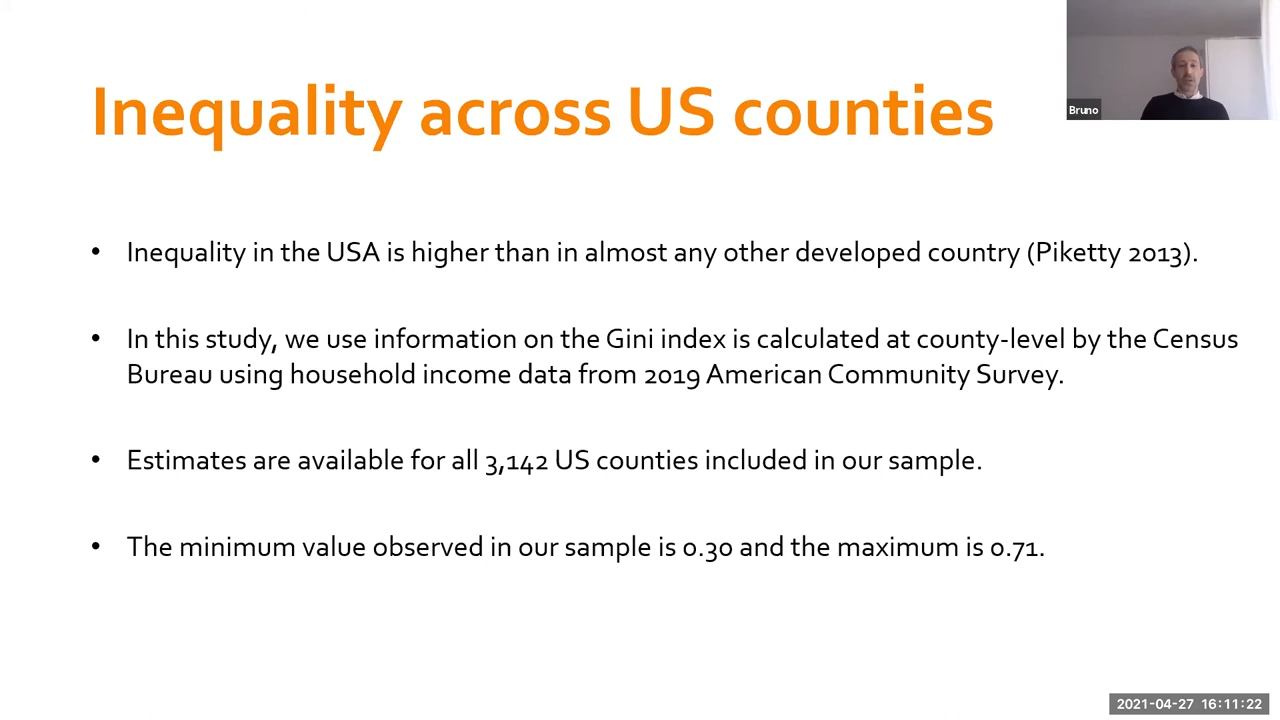 Inequality across US counties
Bruno
• Inequality in the USA is higher than in almost any other developed country (Piketty 2013).
• In this study, we use information on the Gini index is calculated at county-level by the Census
Bureau using household income data from 2019 American Community Survey.
• Estimates are available for all 3,142 US counties included in our sample.
• The minimum value observed in our sample is 0.30 and the maximum is 0.71.
2021-04-27 16:11:22